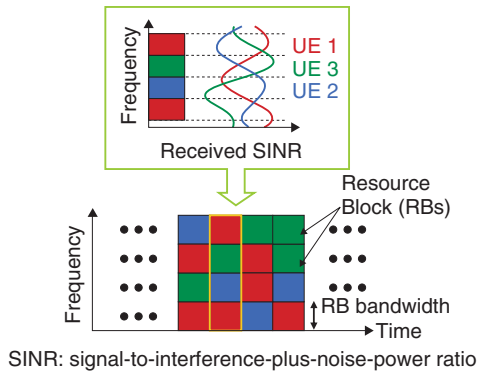 Frequency
UE 1
UE 3
UE 2
Received SINR
Resource
Block (RBs)
Frequency
RB bandwidth
Time
SINR: signal-to-interference-plus-noise-power ratio